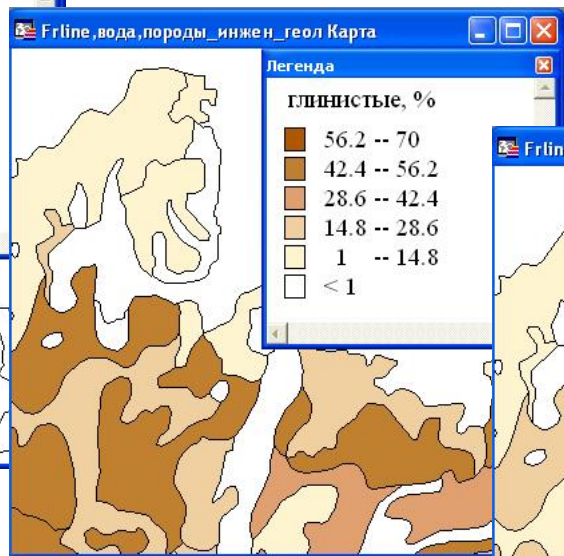 Frline,вода,породы_инжен_геол Карта
Легенда
глинистые, %
56.2 -- 70
42.4 -- 56.2
28.6 -- 42.4
14.8 -- 28.6
1 -- 14.8
< 1
Frlin